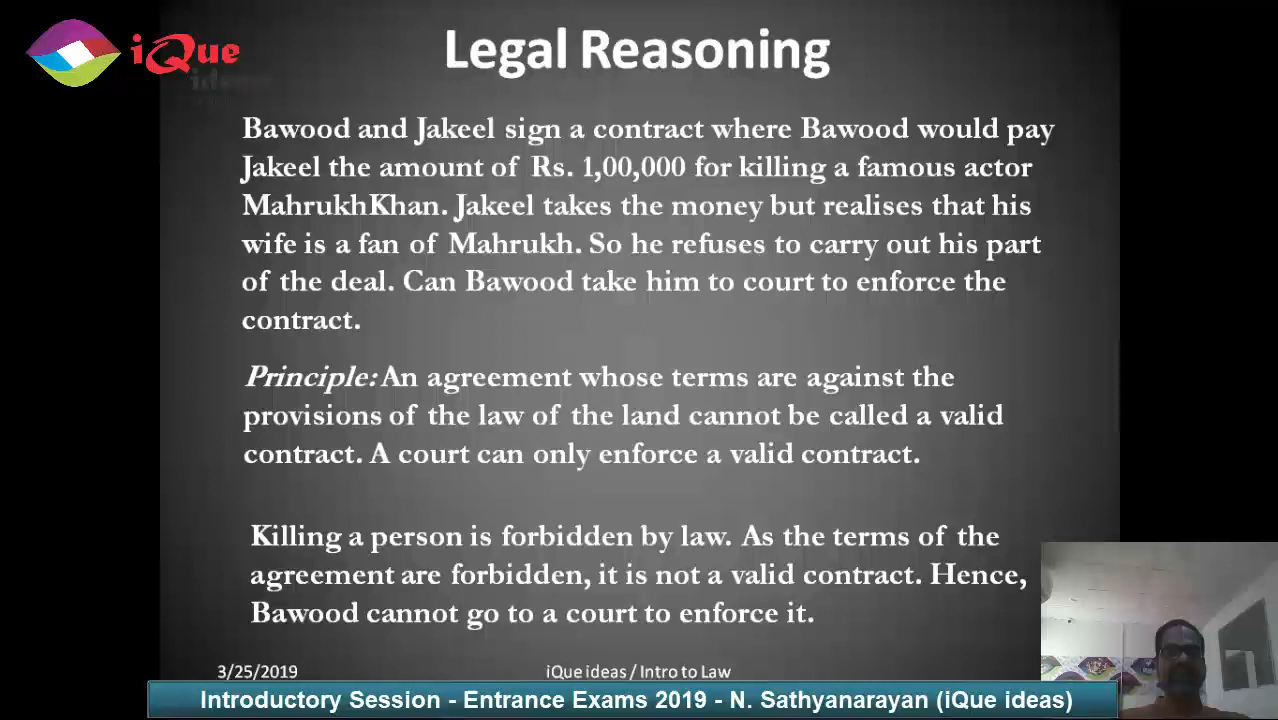 iQue
ideas
Legal Reasoning
Bawood and Jakeel sign a contract where Bawood would pay
Jakeel the amount of Rs. 1,00,000 for killing a famous actor
MahrukhKhan. Jakeel takes the money but realises that his
wife is a fan of Mahrukh. So he refuses to carry out his part
of the deal. Can Bawood take him to court to enforce the
contract.
Principle: An agreement whose terms are against the
provisions of the law of the land cannot be called a valid
contract. A court can only enforce a valid contract.
Killing a person is forbidden by law. As the terms of the
agreement are forbidden, it is not a valid contract. Hence,
Bawood cannot go to a court to enforce it.
3/25/2019 iQue ideas / Intro to Law
Introductory Session - Entrance Exams 2019 - N. Sathyanarayan (iQue ideas)